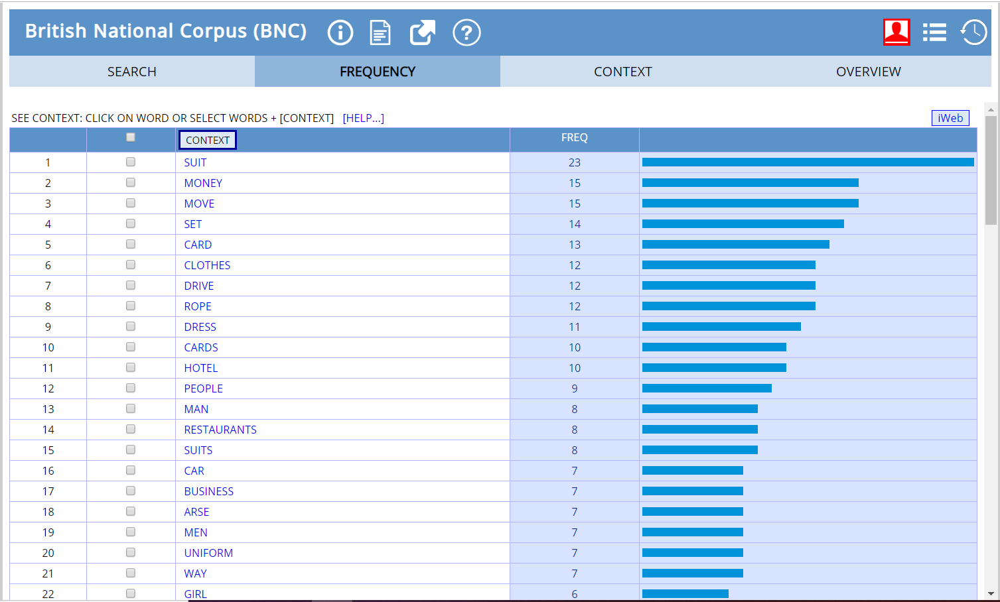 British National Corpus (BNC)
SEARCH FREQUENCY CONTEXT OVERVIEW
SEE CONTEXT: CLICK ON WORD OR SELECT WORDS + [CONTEXT] [HELP...] iWeb
CONTEXT FREQ
1 SUIT 23
2 MONEY 15
3 MOVE 15
4 SET 14
5 CARD 13
6 CLOTHES 12
7 DRIVE 12
8 ROPE 12
9 DRESS 11
10 CARDS 10
11 HOTEL 10
12 PEOPLE 9
13 MAN 8
14 RESTAURANTS 8
15 SUITS 8
16 CAR 7
17 BUSINESS 7
18 ARSE 7
19 MEN 7
20 UNIFORM 7
21 WAY 7
22 GIRL 6